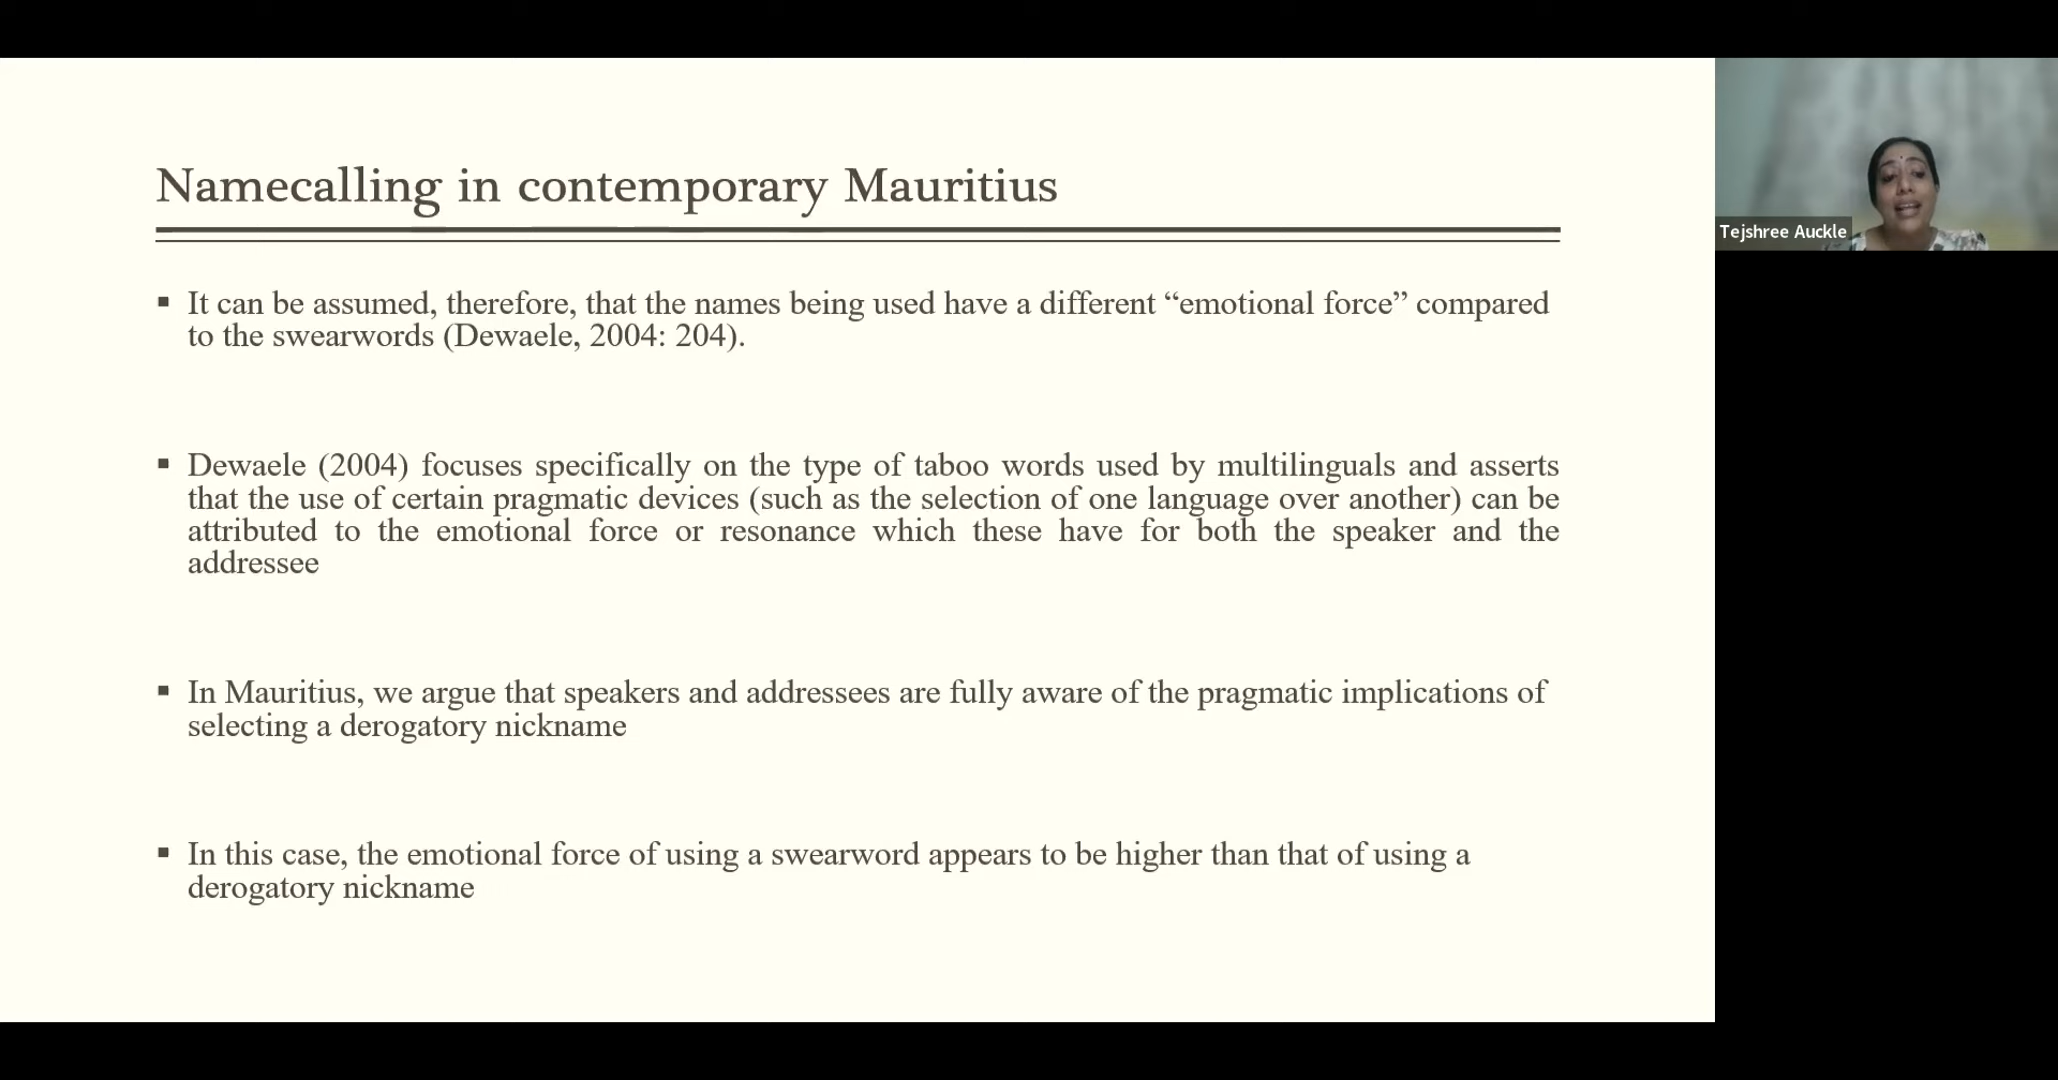 Namecalling in contemporary Mauritius
Tejshree Auckle
▪ It can be assumed, therefore, that the names being used have a different “emotional force” compared
to the swearwords (Dewaele, 2004: 204).
▪ Dewaele (2004) focuses specifically on the type of taboo words used by multilinguals and asserts
that the use of certain pragmatic devices (such as the selection of one language over another) can be
attributed to the emotional force or resonance which these have for both the speaker and the
addressee
▪ In Mauritius, we argue that speakers and addressees are fully aware of the pragmatic implications of
selecting a derogatory nickname
▪ In this case, the emotional force of using a swearword appears to be higher than that of using a
derogatory nickname